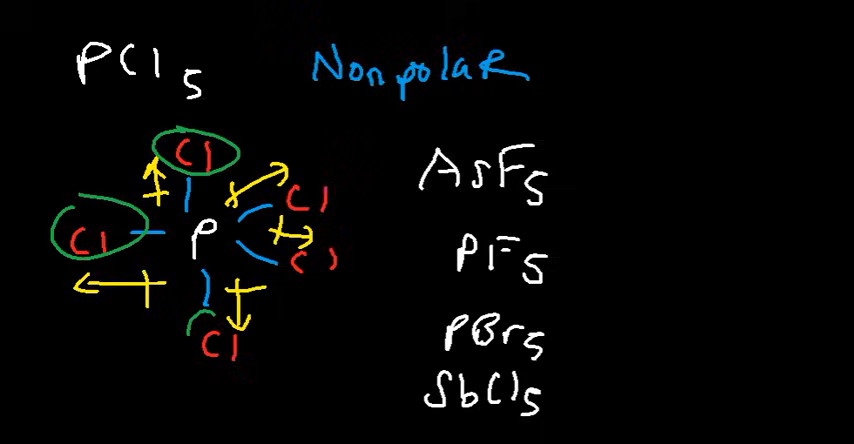 PCl5 Nonpolar
Cl
Cl P Cl
Cl
Cl
AsF5
PF5
PBr5
SbCl5